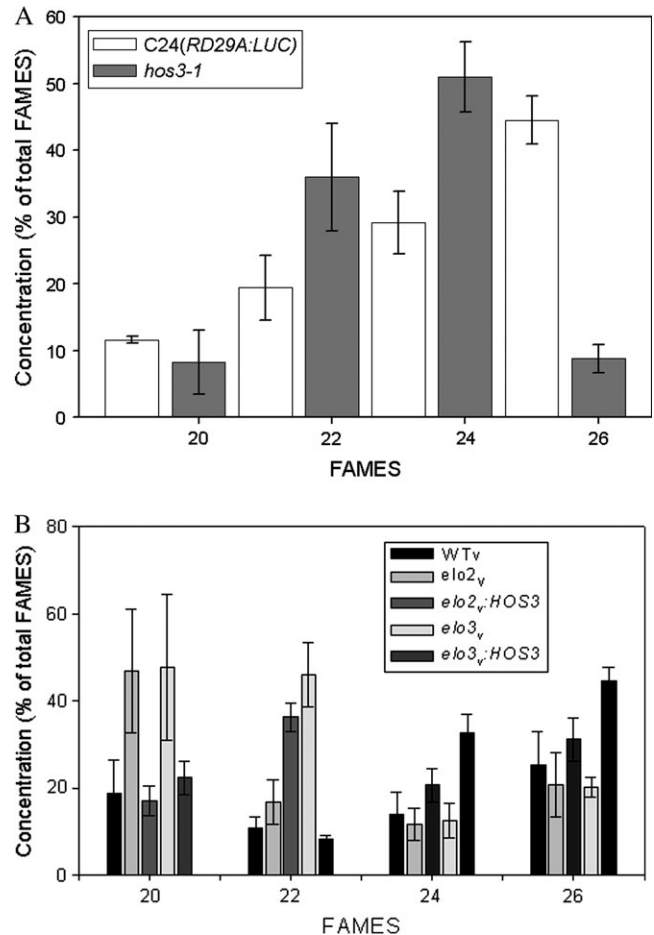 A
Concentration (% of total FAMES)
60
50
40
30
20
10
0
C24(RD29A:LUC)
hos3-1
20
22
24
26
FAMES
B
Concentration (% of total FAMES)
80
60
40
20
0
WTv
elo2v
elo2v:HOS3
elo3v
elo3v:HOS3
20
22
24
26
FAMES